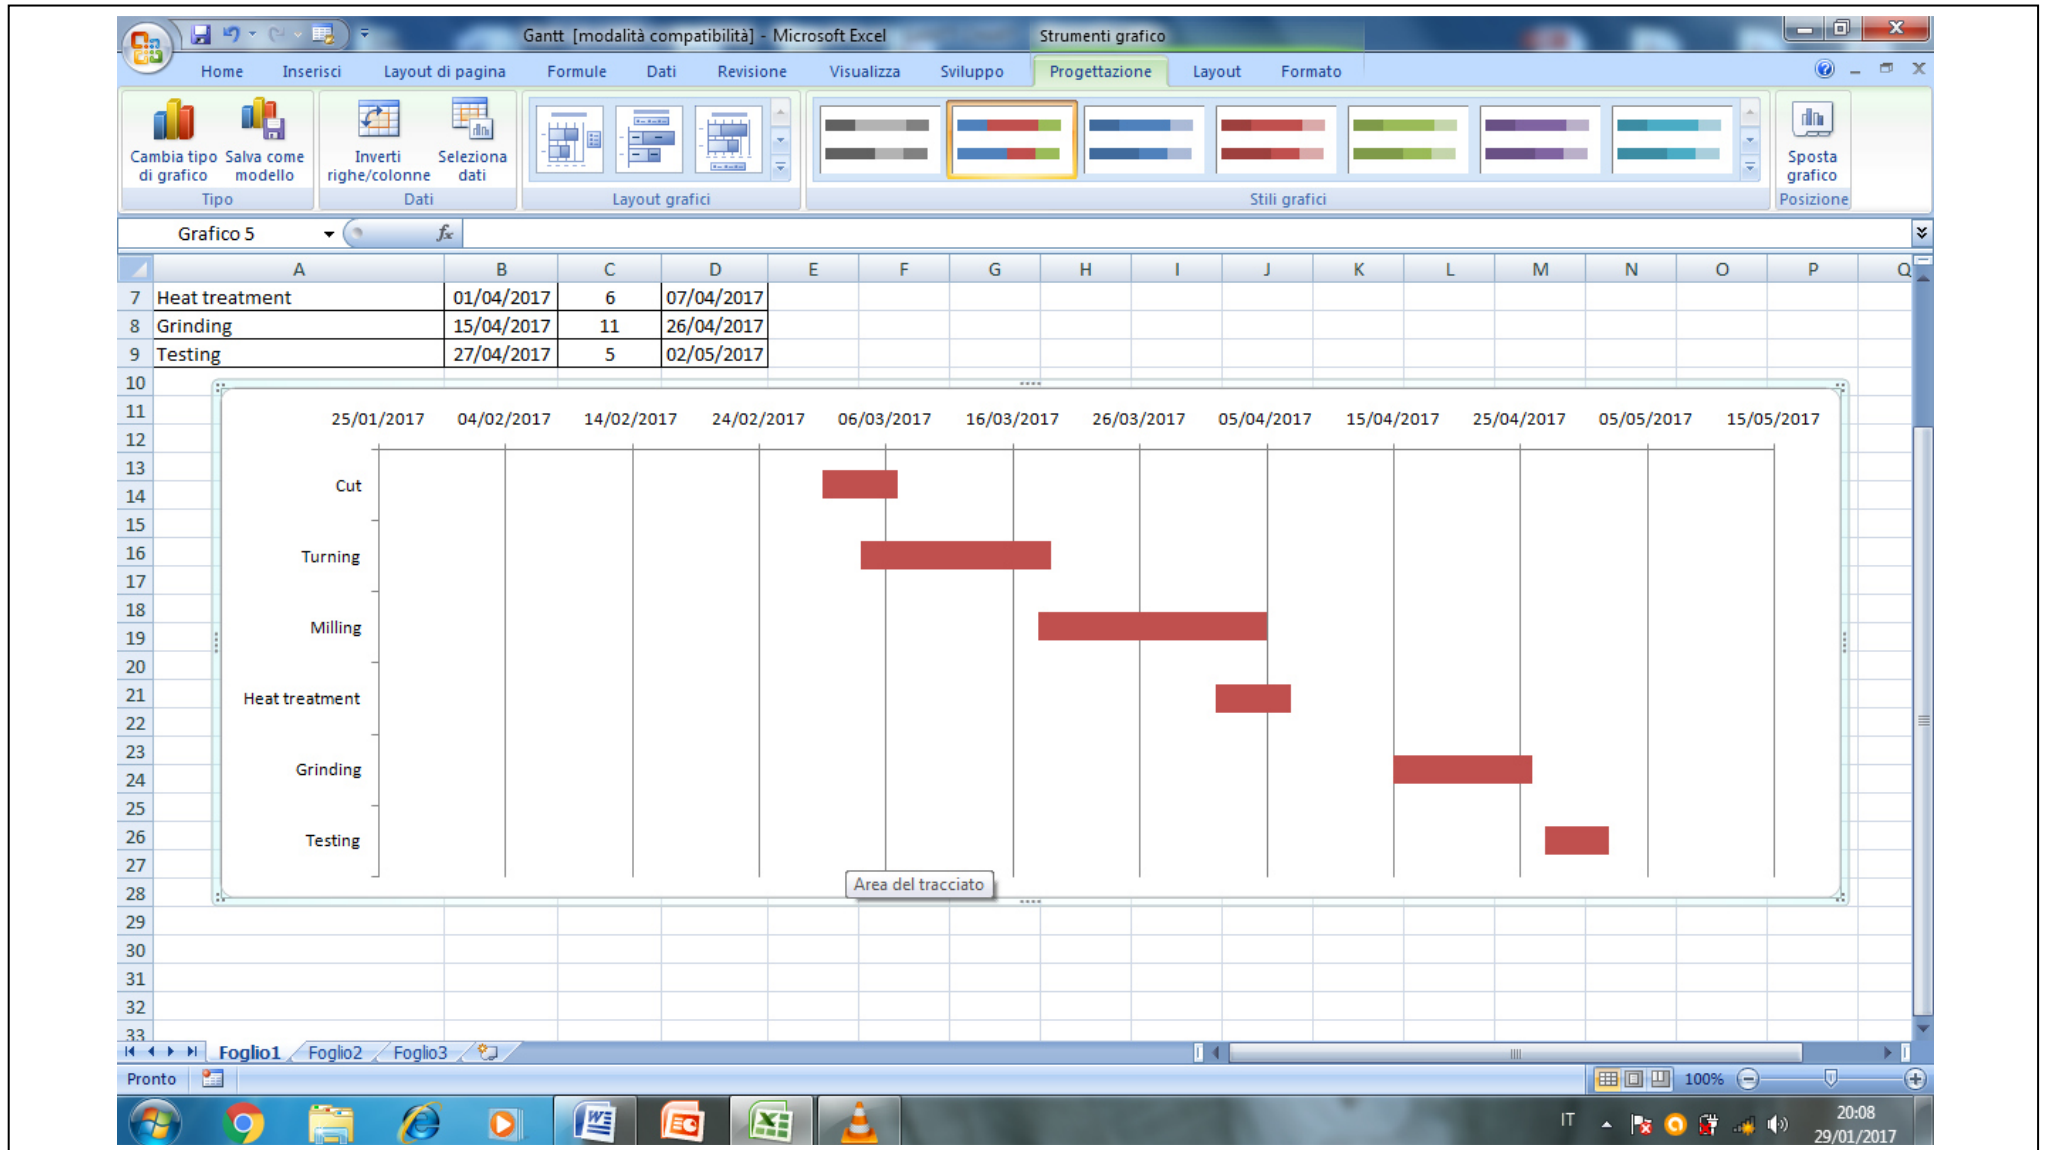 Gantt [modalità compatibilità] - Microsoft Excel
Strumenti grafico
Home Inserisci Layout di pagina Formule Dati Revisione Visualizza Sviluppo Progettazione Layout Formato
Cambia tipo di grafico
Salva come modello
Inverti righe/colonne
Seleziona dati
Sposta grafico
Tipo Dati Layout grafici Stili grafici Posizione
Grafico 5 fx
A B C D E F G H I J K L M N O P Q
7 Heat treatment 01/04/2017 6 07/04/2017
8 Grinding 15/04/2017 11 26/04/2017
9 Testing 27/04/2017 5 02/05/2017
10
11
25/01/2017 04/02/2017 14/02/2017 24/02/2017 06/03/2017 16/03/2017 26/03/2017 05/04/2017 15/04/2017 25/04/2017 05/05/2017 15/05/2017
12
13
Cut
14
15
16 Turning
17
18
Milling
19
20
21 Heat treatment
22
23
Grinding
24
25
26 Testing
27
Area del tracciato
28
29
30
31
32
33
Foglio1 Foglio2 Foglio3
Pronto 100%
IT 20:08
29/01/2017